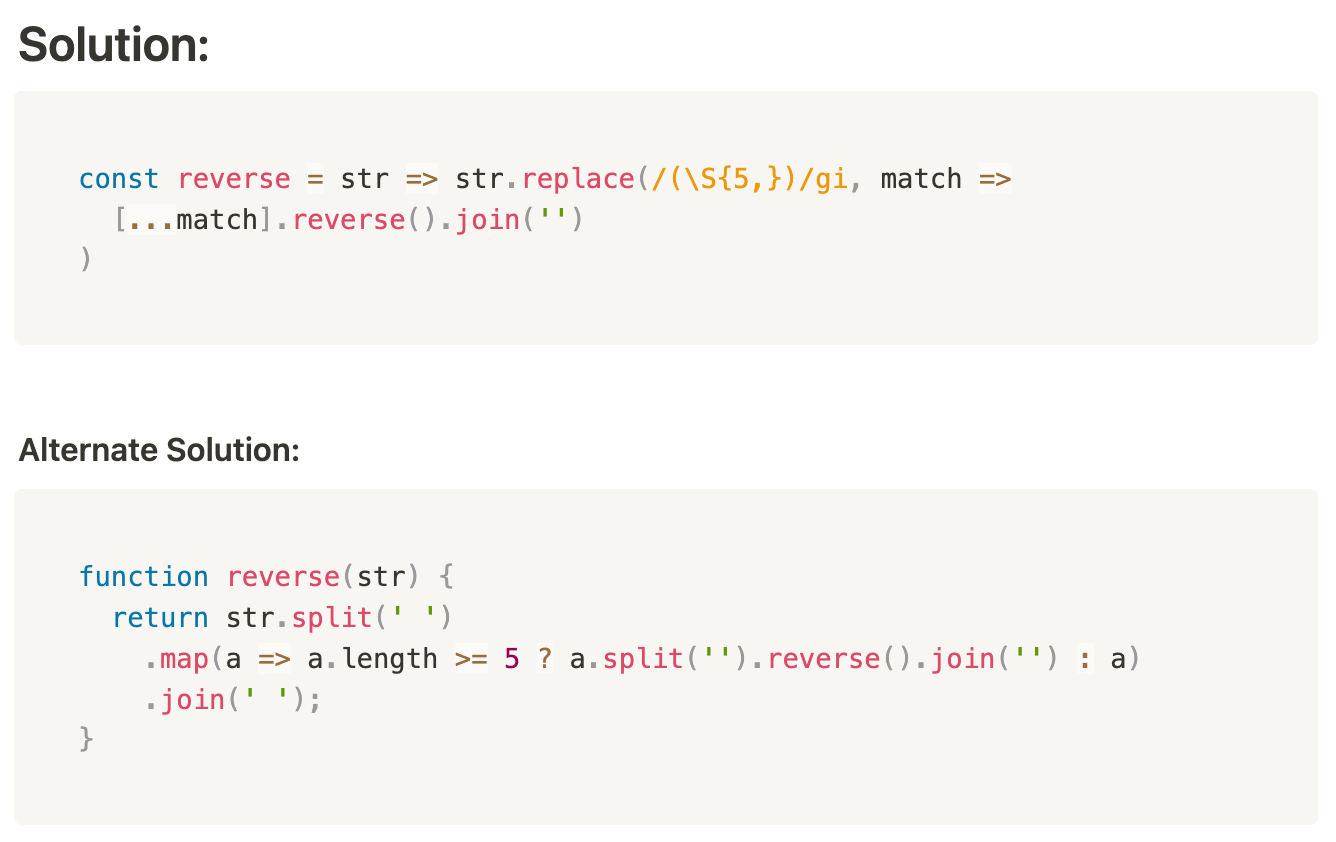 Solution:
const reverse = str => str.replace(/(\S{5,})/gi, match =>
  [...match].reverse().join('')
)
Alternate Solution:
function reverse(str) {
  return str.split(' ')
    .map(a => a.length >= 5 ? a.split('').reverse().join('') : a)
    .join(' ');
}